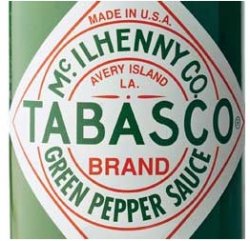 MADE IN U.S.A.
McILHENNY CO.
AVERY ISLAND
LA.
TABASCO®
BRAND
GREEN PEPPER SAUCE